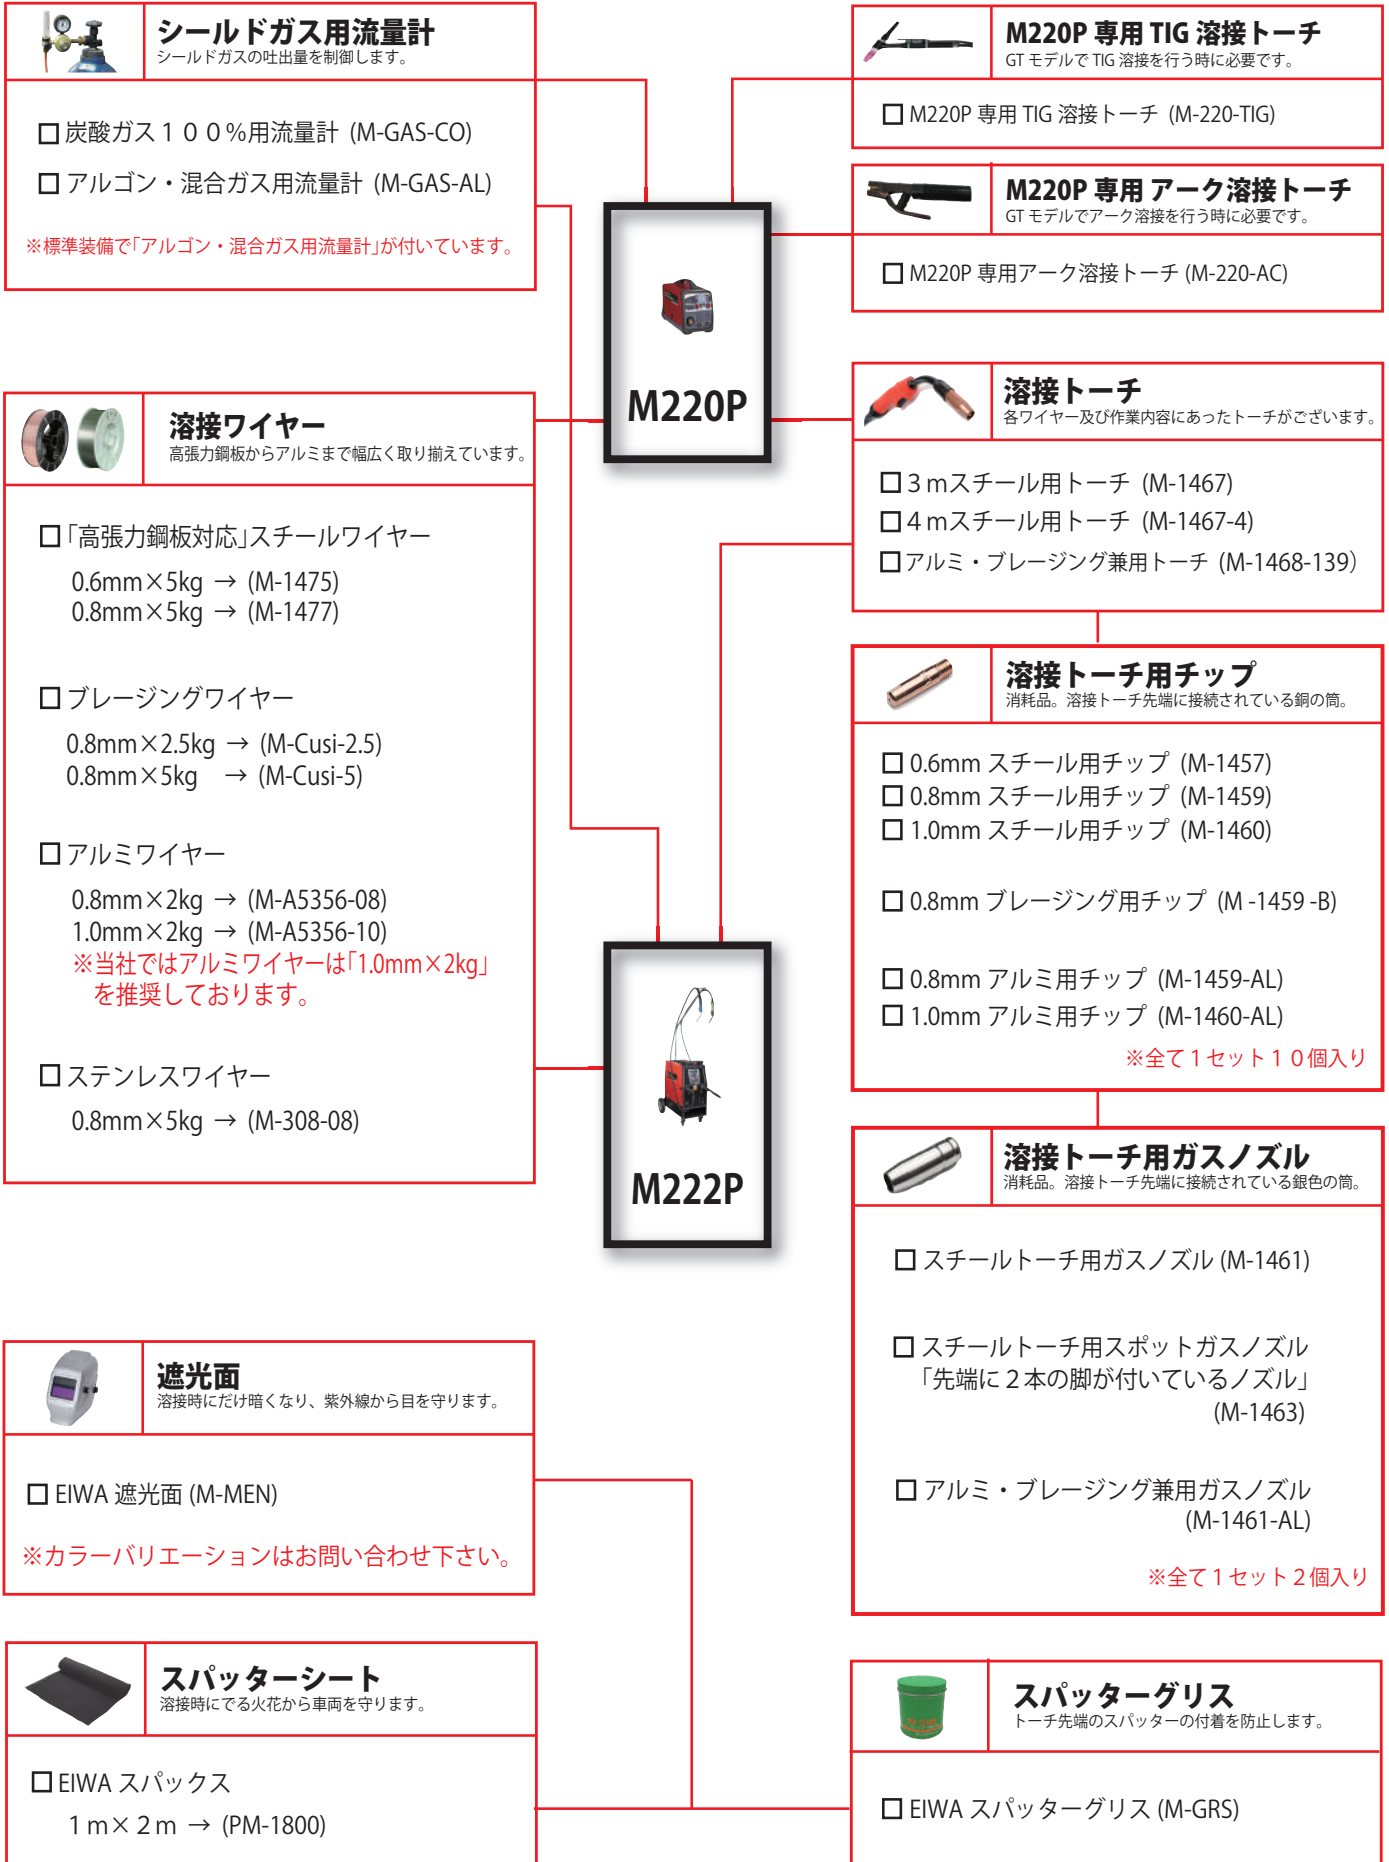 シールドガス用流量計
シールドガスの吐出量を制御します。
炭酸ガス１００%用流量計 (M-GAS-CO)
アルゴン・混合ガス用流量計 (M-GAS-AL)
※標準装備で「アルゴン・混合ガス用流量計」が付いています。
M220P 専用 TIG 溶接トーチ
GT モデルで TIG 溶接を行う時に必要です。
M220P 専用 TIG 溶接トーチ (M-220-TIG)
M220P 専用 アーク溶接トーチ
GT モデルでアーク溶接を行う時に必要です。
M220P 専用アーク溶接トーチ (M-220-AC)
M220P
溶接ワイヤー
高張力鋼板からアルミまで幅広く取り揃えています。
「高張力鋼板対応」スチールワイヤー
0.6mm×5kg → (M-1475)
0.8mm×5kg → (M-1477)
ブレージングワイヤー
0.8mm×2.5kg → (M-Cusi-2.5)
0.8mm×5kg → (M-Cusi-5)
アルミワイヤー
0.8mm×2kg → (M-A5356-08)
1.0mm×2kg → (M-A5356-10)
※当社ではアルミワイヤーは「1.0mm×2kg」
を推奨しております。
ステンレスワイヤー
0.8mm×5kg → (M-308-08)
溶接トーチ
各ワイヤー及び作業内容にあったトーチがございます。
３ｍスチール用トーチ (M-1467)
４ｍスチール用トーチ (M-1467-4)
アルミ・ブレージング兼用トーチ (M-1468-139）
溶接トーチ用チップ
消耗品。溶接トーチ先端に接続されている銅の筒。
0.6mm スチール用チップ (M-1457)
0.8mm スチール用チップ (M-1459)
1.0mm スチール用チップ (M-1460)
0.8mm ブレージング用チップ (M -1459 -B)
0.8mm アルミ用チップ (M-1459-AL)
1.0mm アルミ用チップ (M-1460-AL)
※全て１セット１０個入り
M222P
溶接トーチ用ガスノズル
消耗品。溶接トーチ先端に接続されている銀色の筒。
スチールトーチ用ガスノズル (M-1461)
スチールトーチ用スポットガスノズル
「先端に２本の脚が付いているノズル」
(M-1463)
アルミ・ブレージング兼用ガスノズル
(M-1461-AL)
※全て１セット２個入り
遮光面
溶接時にだけ暗くなり、紫外線から目を守ります。
EIWA 遮光面 (M-MEN)
※カラーバリエーションはお問い合わせ下さい。
スパッターシート
溶接時にでる火花から車両を守ります。
EIWA スパックス
１ｍ×２ｍ → (PM-1800)
スパッターグリス
トーチ先端のスパッターの付着を防止します。
EIWA スパッターグリス (M-GRS)